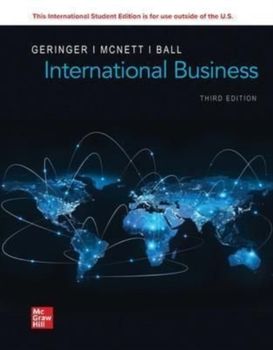 This International Student Edition is for use outside of the U.S.
GERINGER | MCNETT | BALL
International Business
THIRD EDITION
Mc
Graw
Hill